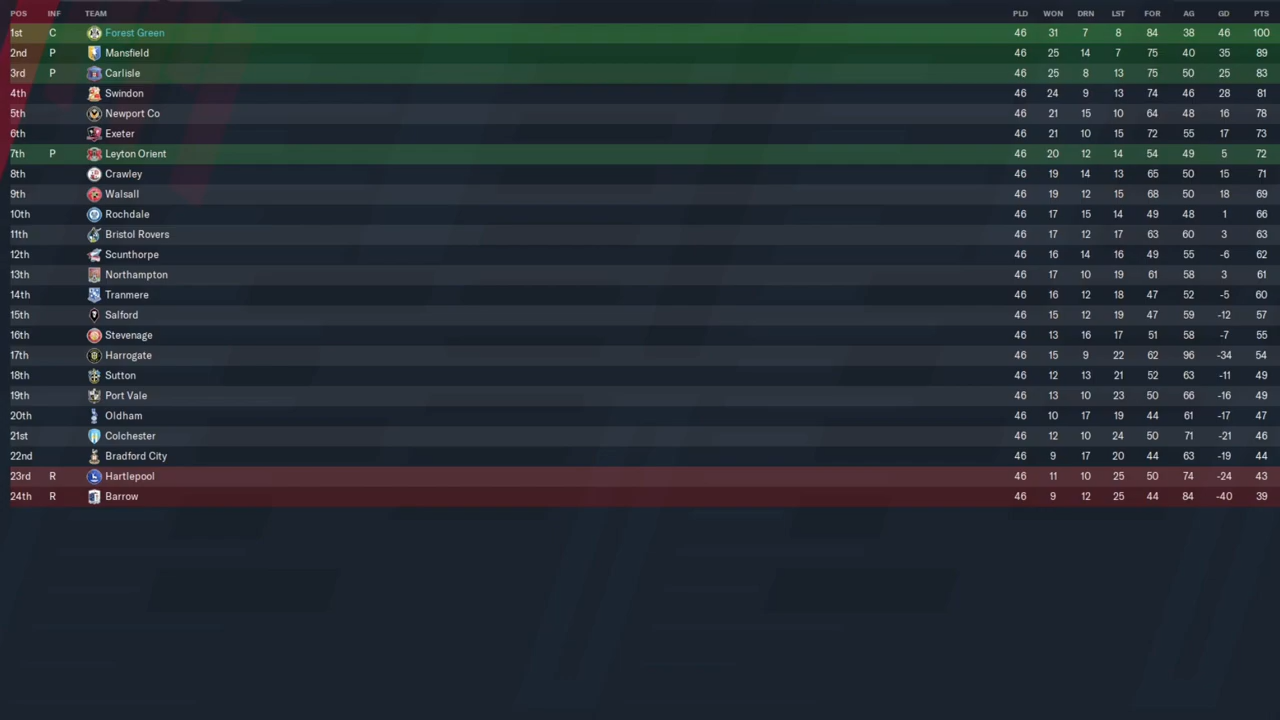 POS INF TEAM PLD WON DRN LST FOR AG GD PTS
1st C Forest Green 46 31 7 8 84 38 46 100
2nd P Mansfield 46 25 14 7 75 40 35 89
3rd P Carlisle 46 25 8 13 75 50 25 83
4th Swindon 46 24 9 13 74 46 28 81
5th Newport Co 46 21 15 10 64 48 16 78
6th Exeter 46 21 10 15 72 55 17 73
7th P Leyton Orient 46 20 12 14 54 49 5 72
8th Crawley 46 19 14 13 65 50 15 71
9th Walsall 46 19 12 15 68 50 18 69
10th Rochdale 46 17 15 14 49 48 1 66
11th Bristol Rovers 46 17 12 17 63 60 3 63
12th Scunthorpe 46 16 14 16 49 55 -6 62
13th Northampton 46 17 10 19 61 58 3 61
14th Tranmere 46 16 12 18 47 52 -5 60
15th Salford 46 15 12 19 47 59 -12 57
16th Stevenage 46 13 16 17 51 58 -7 55
17th Harrogate 46 15 9 22 62 96 -34 54
18th Sutton 46 12 13 21 52 63 -11 49
19th Port Vale 46 13 10 23 50 66 -16 49
20th Oldham 46 10 17 19 44 61 -17 47
21st Colchester 46 12 10 24 50 71 -21 46
22nd Bradford City 46 9 17 20 44 63 -19 44
23rd R Hartlepool 46 11 10 25 50 74 -24 43
24th R Barrow 46 9 12 25 44 84 -40 39